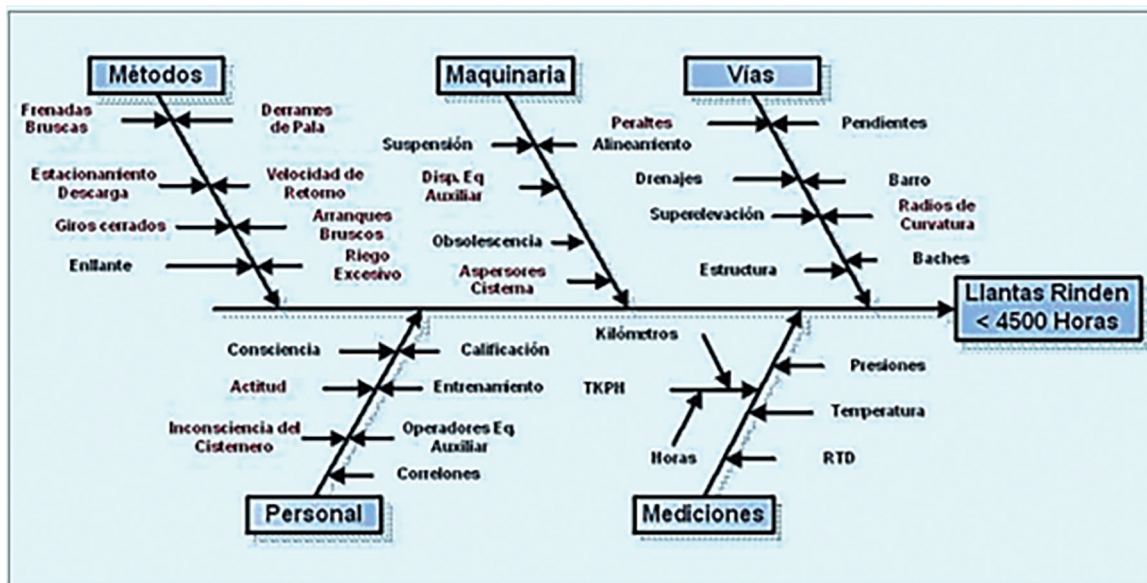 Métodos
Maquinaria
Vías
Frenadas
Bruscas
Derrames
de Pala
Estacionamiento
Descarga
Velocidad de
Retorno
Giros cerrados
Arranques
Bruscos
Enllante
Riego
Excesivo
Suspensión
Alineamiento
Disp. Eq
Auxiliar
Obsolescencia
Aspersores
Cisterna
Peraltes
Pendientes
Drenajes
Barro
Superelevación
Radios de
Curvatura
Estructura
Baches
Llantas Rinden
< 4500 Horas
Consciencia
Calificación
Actitud
Entrenamiento
Inconsciencia del
Cisternero
Operadores Eq.
Auxiliar
Correlones
Personal
Kilómetros
Presiones
TKPH
Temperatura
Horas
RTD
Mediciones